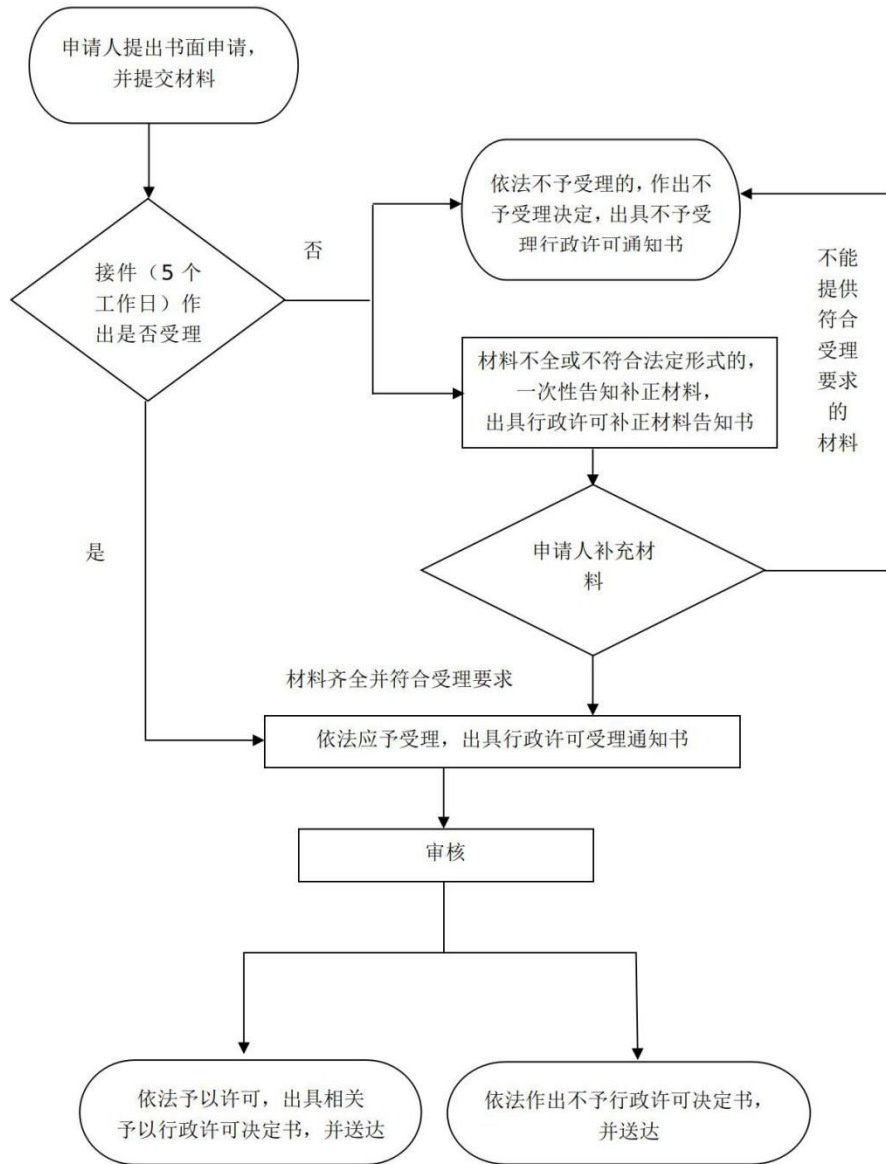 申请人提出书面申请，
并提交材料
依法不予受理的，作出不
予受理决定，出具不予受
理行政许可通知书
否
接件（5 个
工作日）作
出是否受理
不能
提供
符合
受理
要求
的
材料
材料不全或不符合法定形式的，
一次性告知补正材料，
出具行政许可补正材料告知书
是
申请人补充材
料
材料齐全并符合受理要求
依法应予受理，出具行政许可受理通知书
审核
依法予以许可，出具相关
予以行政许可决定书，并送达
依法作出不予行政许可决定书，
并送达